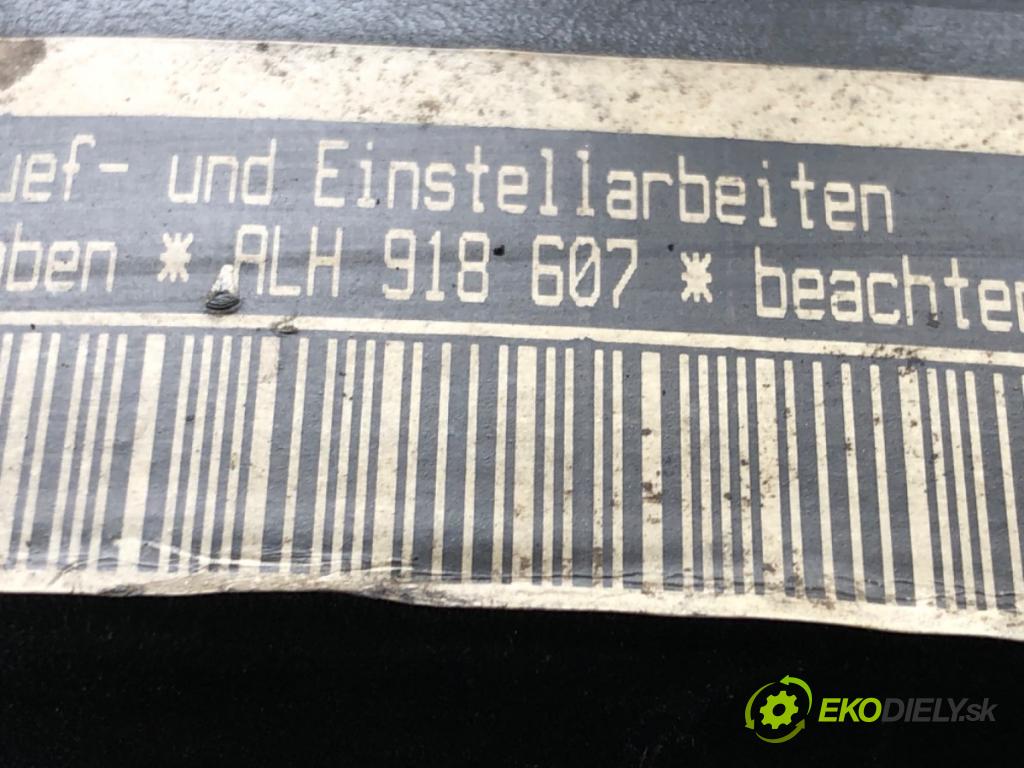 uef- und Einstellarbeiten
aben * ALH 918 607 * beachten
EKODIELY.sk